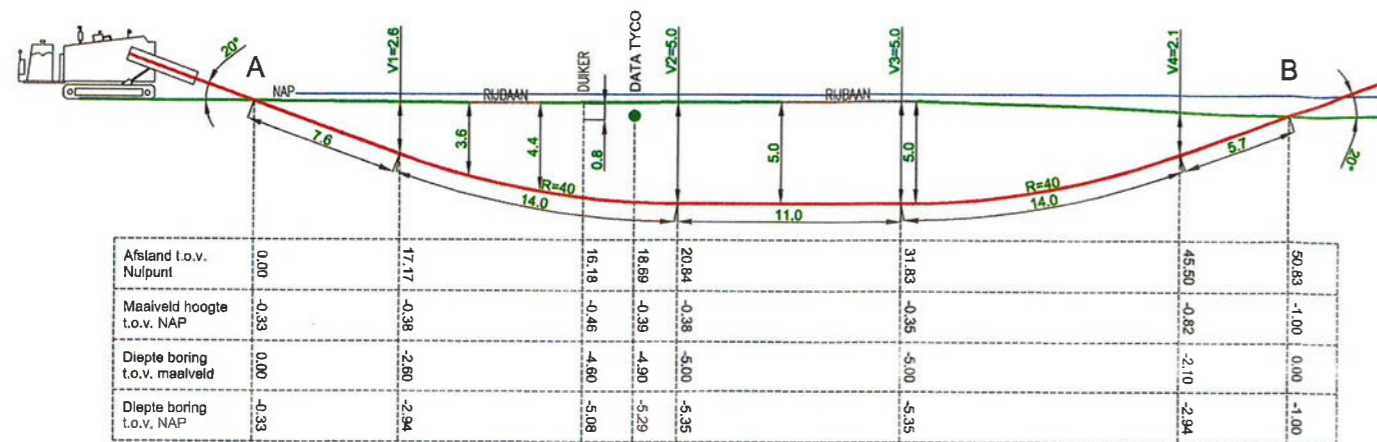 20°
A
V1=2.6
DUIKER
DATA TYCO
V2=5.0
V3=5.0
V4=2.1
B
NAP
RIJBAAN
RIJBAAN
7.6
3.6
4.4
0.8
5.0
5.0
5.7
20°
R=40
R=40
14.0
11.0
14.0
Afstand t.o.v. Nulpunt
0.00 17.17 16.18 18.69 20.84 31.83 45.50 50.83
Maaiveld hoogte t.o.v. NAP
-0.33 -0.38 -0.46 -0.39 -0.38 -0.35 -0.82 -1.00
Diepte boring t.o.v. maaiveld
0.00 -2.60 -4.60 -4.90 -5.00 -5.00 -2.10 0.00
Diepte boring t.o.v. NAP
-0.33 -2.94 -5.08 -5.29 -5.35 -5.35 -2.94 -1.00